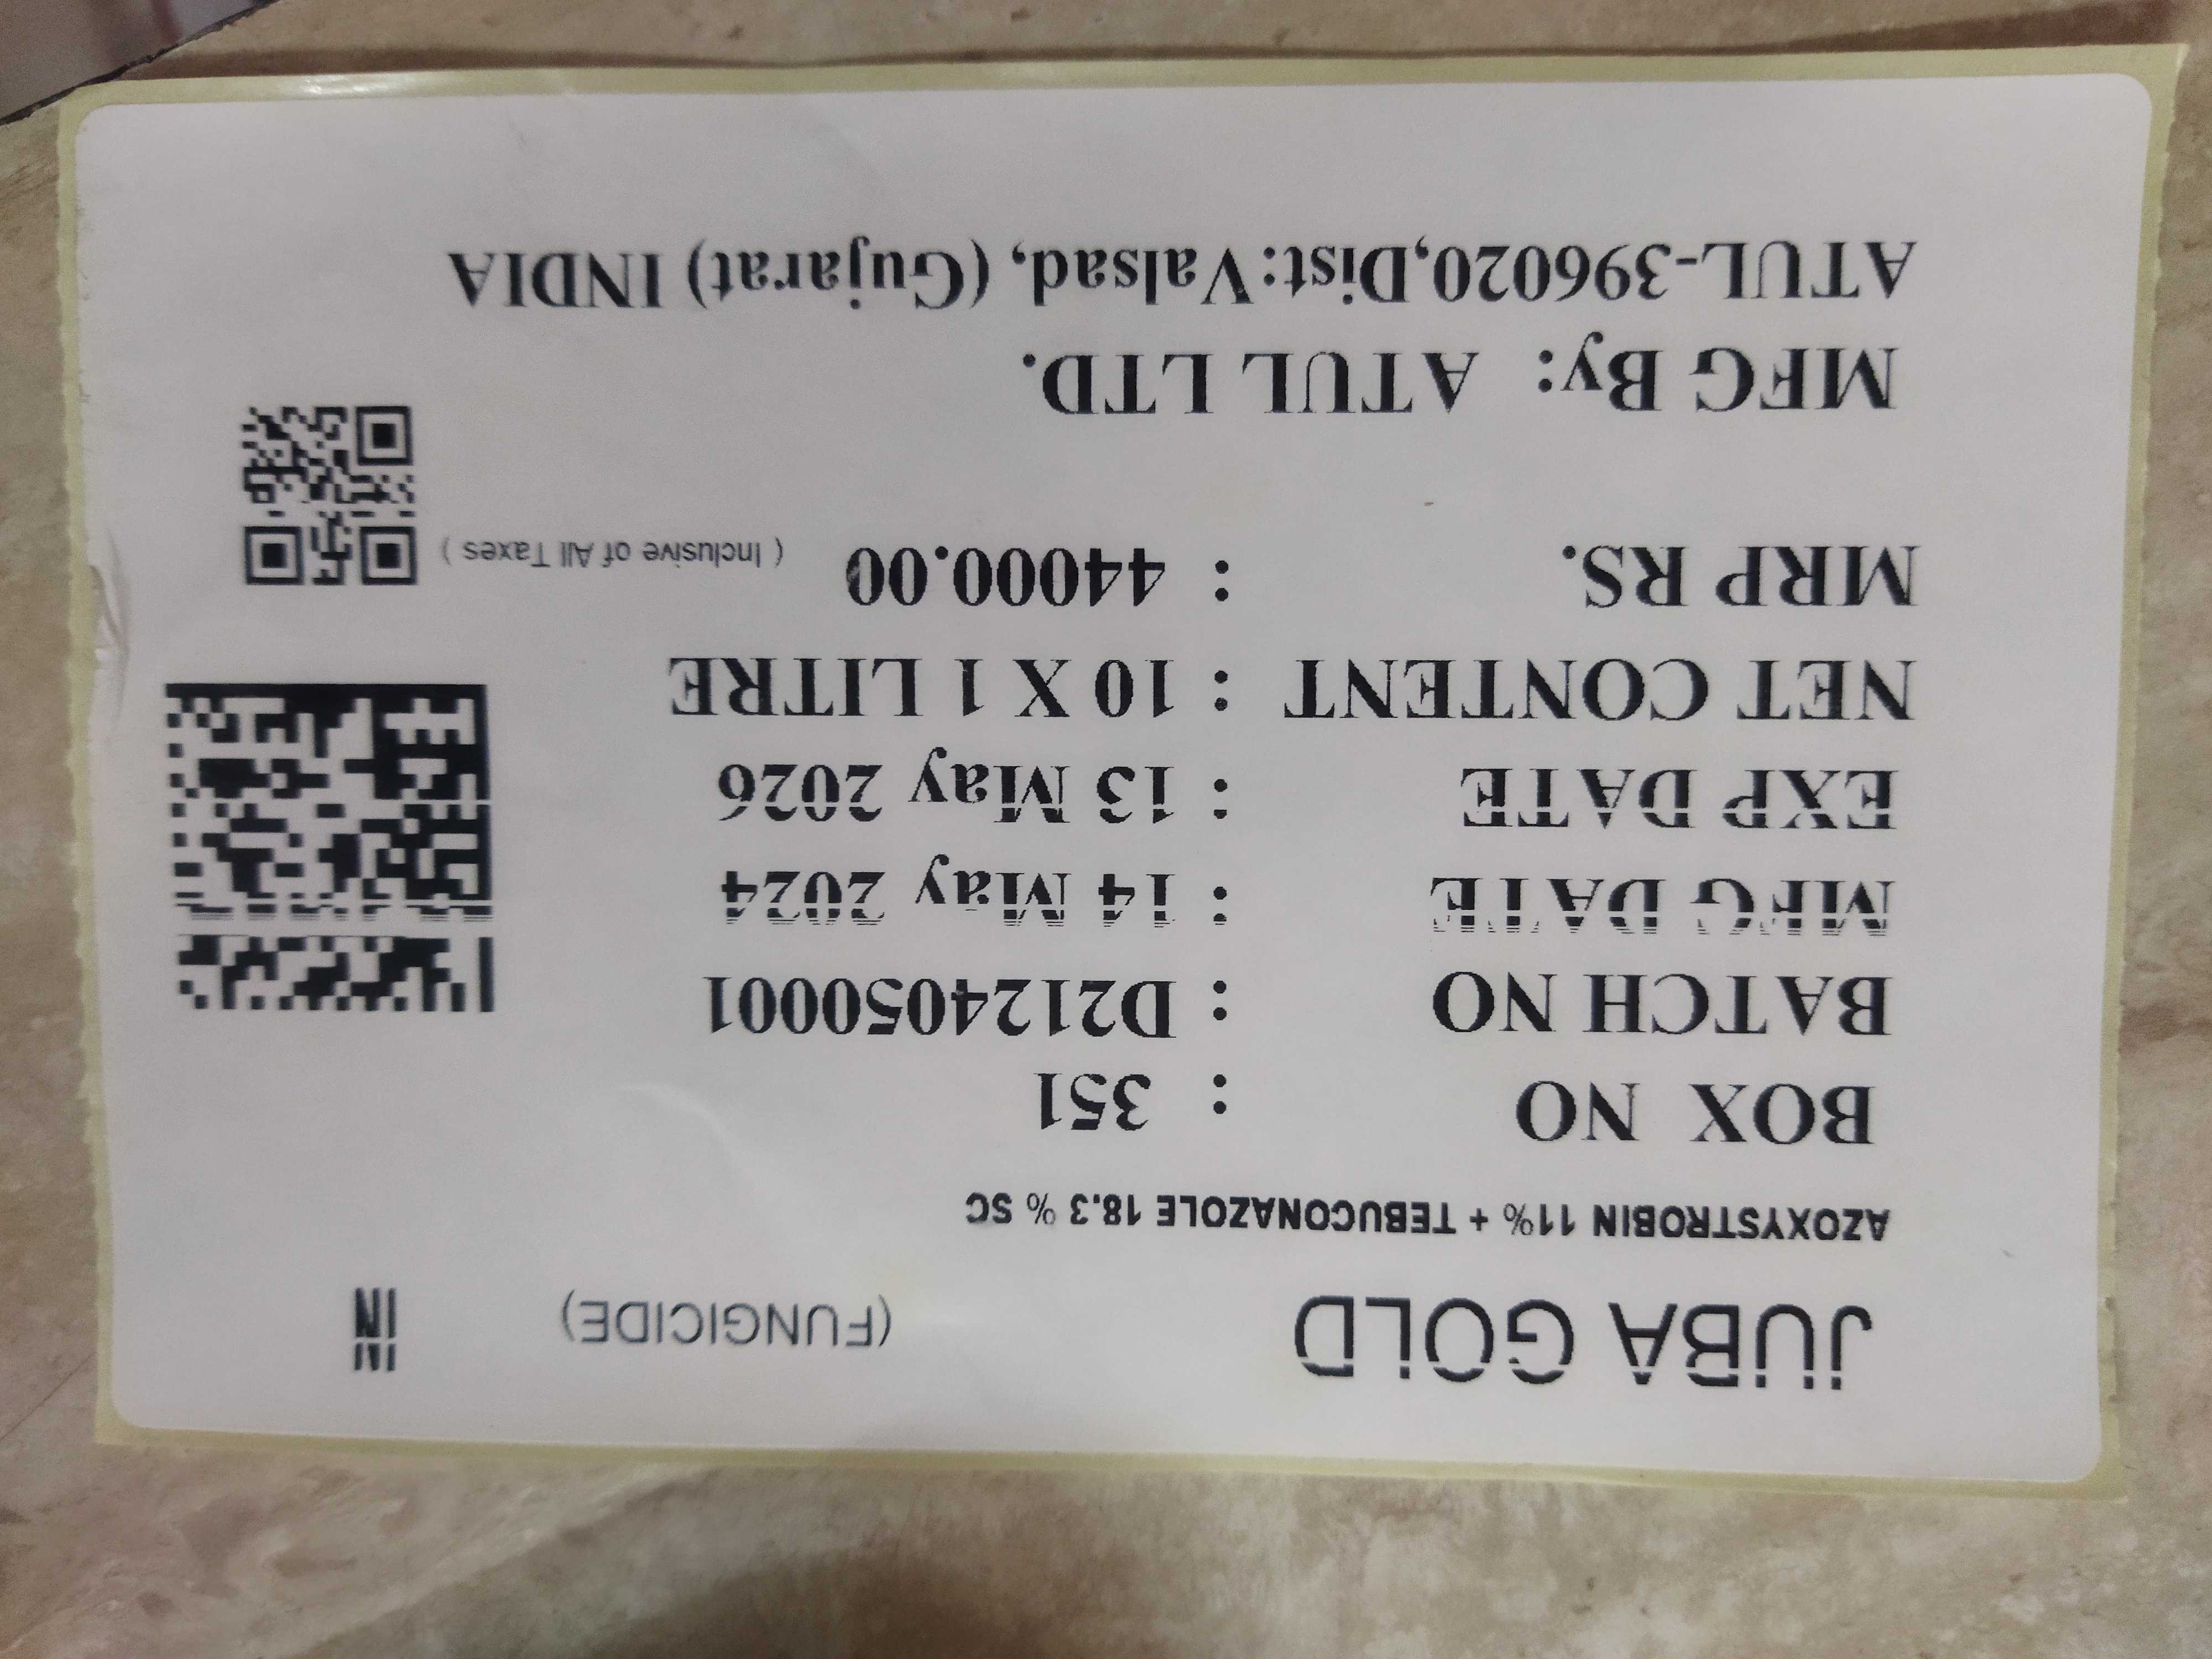 JUBA GOLD (FUNGICIDE) IN
AZOXYSTROBIN 11% + TEBUCONAZOLE 18.3 % SC
BOX NO : 351
BATCH NO : D2124050001
MFG DATE : 14 May 2024
EXP DATE : 13 May 2026
NET CONTENT : 10 X 1 LITRE
MRP RS. : 44000.00 ( Inclusive of All Taxes )
MFG By: ATUL LTD.
ATUL-396020,Dist:Valsad, (Gujarat) INDIA